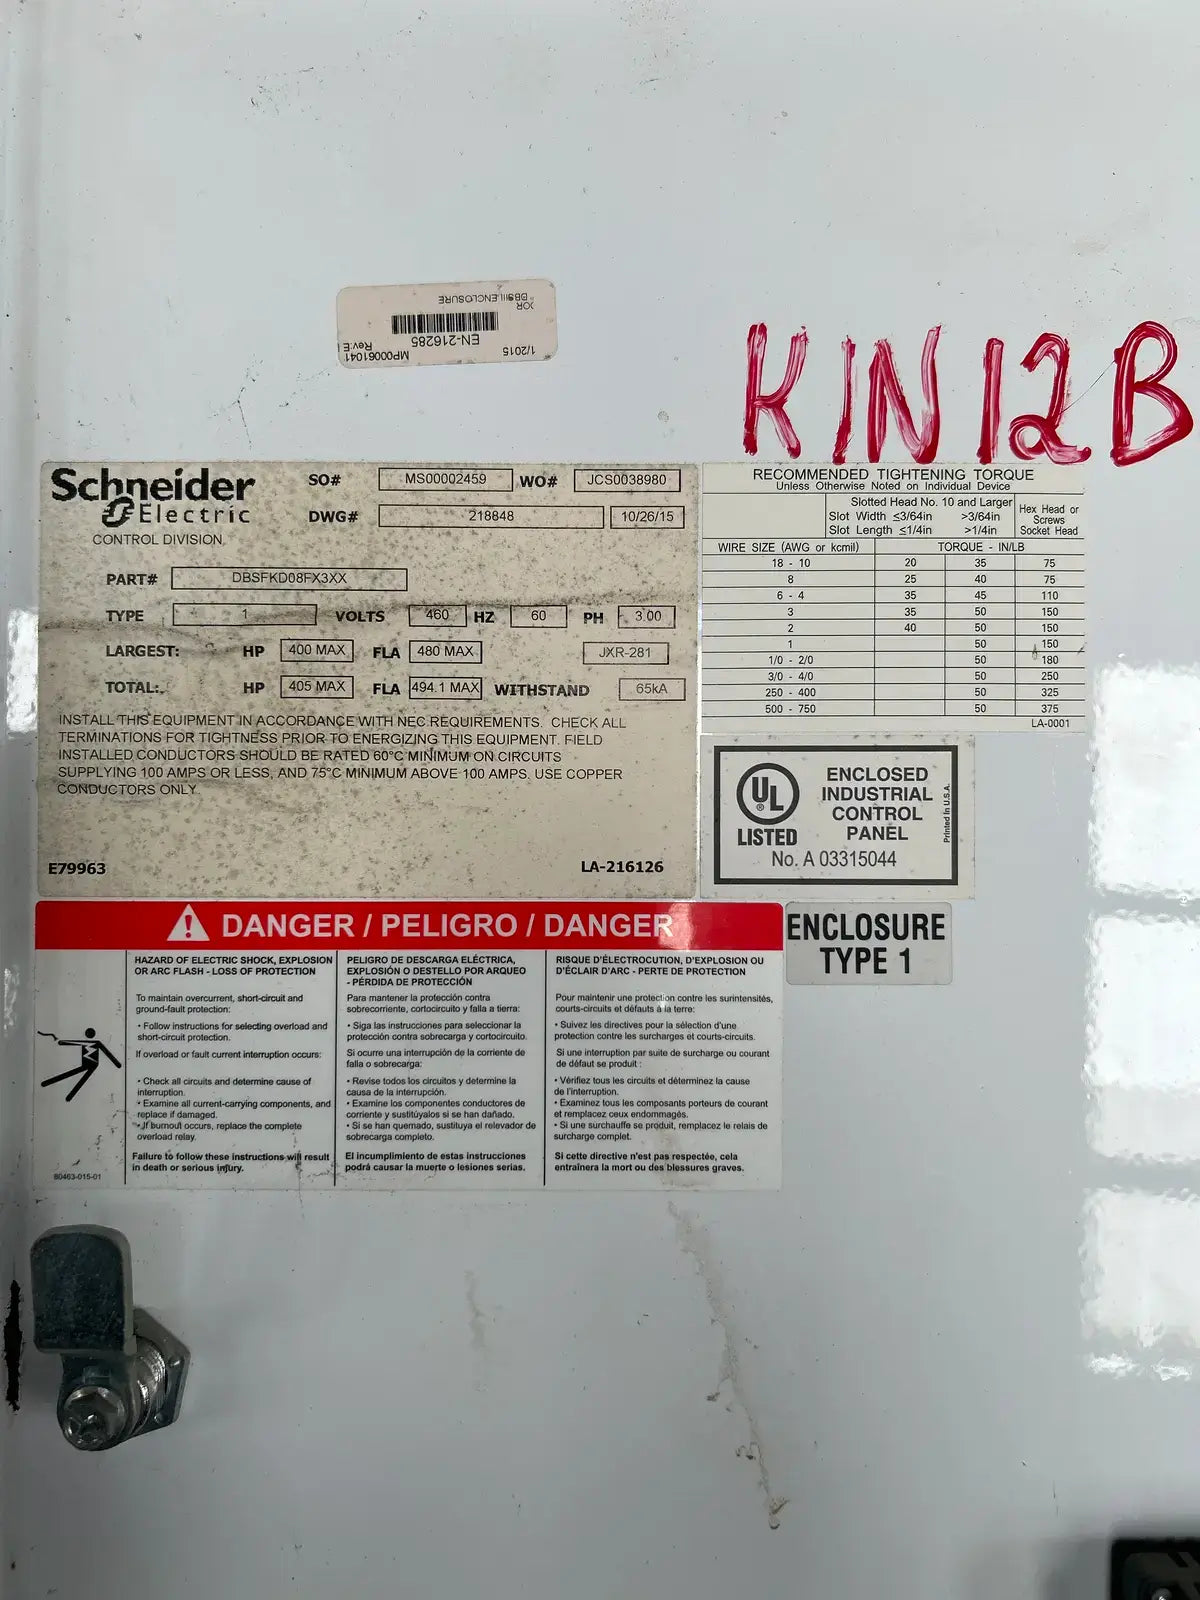 DBSIII ENCLOSURE
EN-216285
1/2015
MP00061041
Rev:E
KIN12B
Schneider
Electric
CONTROL DIVISION
SO# MS00002459 WO# JCS0038980
DWG# 218848 10/26/15
PART# DBSFKD08FX3XX
TYPE 1 VOLTS 460 HZ 60 PH 3.00
LARGEST: HP 400 MAX FLA 480 MAX JXR-281
TOTAL: HP 405 MAX FLA 494.1 MAX WITHSTAND 65kA
INSTALL THIS EQUIPMENT IN ACCORDANCE WITH NEC REQUIREMENTS. CHECK ALL
TERMINATIONS FOR TIGHTNESS PRIOR TO ENERGIZING THIS EQUIPMENT. FIELD
INSTALLED CONDUCTORS SHOULD BE RATED 60°C MINIMUM ON CIRCUITS
SUPPLYING 100 AMPS OR LESS, AND 75°C MINIMUM ABOVE 100 AMPS. USE COPPER
CONDUCTORS ONLY.
E79963 LA-216126
RECOMMENDED TIGHTENING TORQUE
Unless Otherwise Noted on Individual Device
Slotted Head No. 10 and Larger
Slot Width ≤3/64in >3/64in
Slot Length ≤1/4in >1/4in
Hex Head or
Screws
Socket Head
WIRE SIZE (AWG or kcmil) TORQUE - IN/LB
18 - 10 20 35 75
8 25 40 75
6 - 4 35 45 110
3 35 50 150
2 40 50 150
1 50 150
1/0 - 2/0 50 180
3/0 - 4/0 50 250
250 - 400 50 325
500 - 750 50 375
LA-0001
UL
®
LISTED
ENCLOSED
INDUSTRIAL
CONTROL
PANEL
No. A 03315044
Printed in U.S.A.
ENCLOSURE
TYPE 1
DANGER / PELIGRO / DANGER
HAZARD OF ELECTRIC SHOCK, EXPLOSION
OR ARC FLASH - LOSS OF PROTECTION
To maintain overcurrent, short-circuit and
ground-fault protection:
• Follow instructions for selecting overload and
short-circuit protection.
If overload or fault current interruption occurs:
• Check all circuits and determine cause of
interruption.
• Examine all current-carrying components, and
replace if damaged.
• If burnout occurs, replace the complete
overload relay.
Failure to follow these instructions will result
in death or serious injury.
80463-015-01
PELIGRO DE DESCARGA ELÉCTRICA,
EXPLOSIÓN O DESTELLO POR ARQUEO
- PÉRDIDA DE PROTECCIÓN
Para mantener la protección contra
sobrecorriente, cortocircuito y falla a tierra:
• Siga las instrucciones para seleccionar la
protección contra sobrecarga y cortocircuito.
Si ocurre una interrupción de la corriente de
falla o sobrecarga:
• Revise todos los circuitos y determine la
causa de la interrupción.
• Examine los componentes conductores de
corriente y sustitúyalos si se han dañado.
• Si se han quemado, sustituya el relevador de
sobrecarga completo.
El incumplimiento de estas instrucciones
podrá causar la muerte o lesiones serias.
RISQUE D'ÉLECTROCUTION, D'EXPLOSION OU
D'ÉCLAIR D'ARC - PERTE DE PROTECTION
Pour maintenir une protection contre les surintensités,
courts-circuits et défauts à la terre:
• Suivez les directives pour la sélection d'une
protection contre les surcharges et courts-circuits.
Si une interruption par suite de surcharge ou courant
de défaut se produit :
• Vérifiez tous les circuits et déterminez la cause
de l'interruption.
• Examinez tous les composants porteurs de courant
et remplacez ceux endommagés.
• Si une surchauffe se produit, remplacez le relais de
surcharge complet.
Si cette directive n'est pas respectée, cela
entraînera la mort ou des blessures graves.